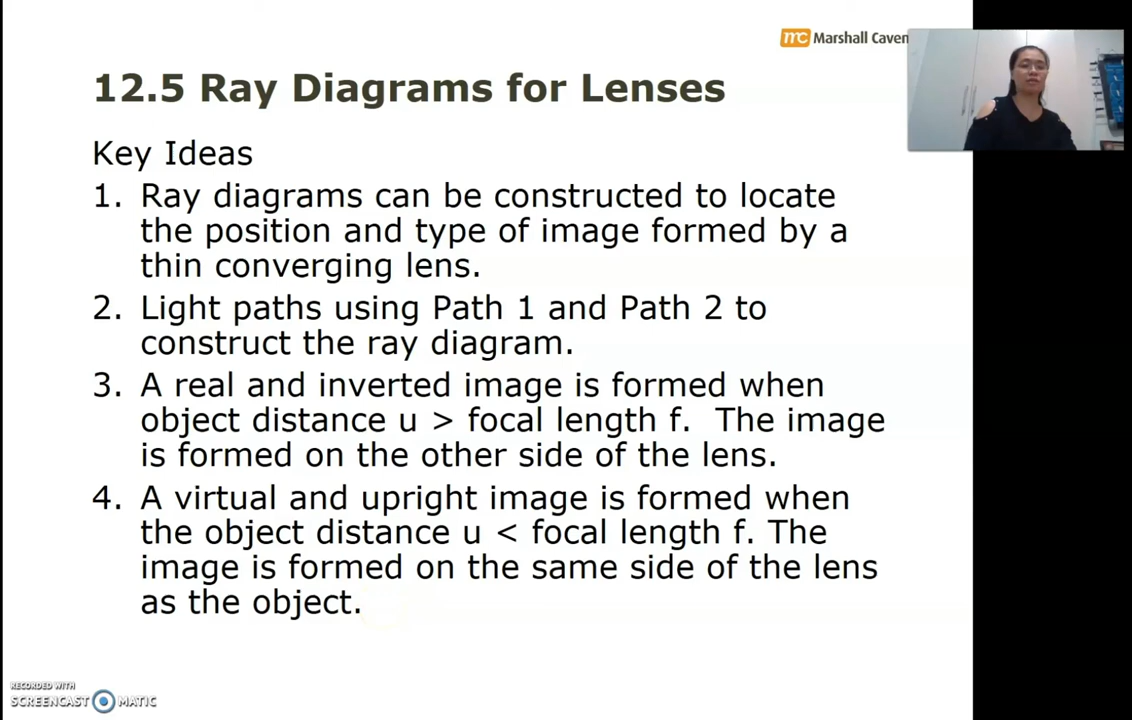 mc Marshall Caven
12.5 Ray Diagrams for Lenses
Key Ideas
1. Ray diagrams can be constructed to locate
the position and type of image formed by a
thin converging lens.
2. Light paths using Path 1 and Path 2 to
construct the ray diagram.
3. A real and inverted image is formed when
object distance u > focal length f. The image
is formed on the other side of the lens.
4. A virtual and upright image is formed when
the object distance u < focal length f. The
image is formed on the same side of the lens
as the object.
RECORDED WITH
SCREENCAST MATIC